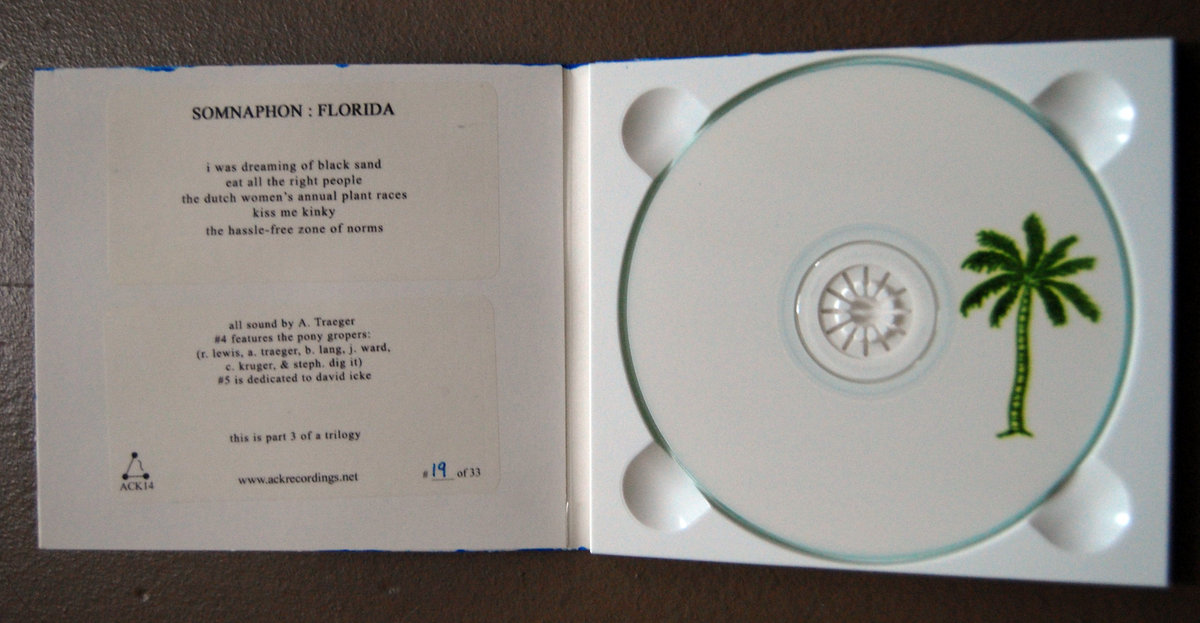 SOMNAPHON : FLORIDA
i was dreaming of black sand
eat all the right people
the dutch women's annual plant races
kiss me kinky
the hassle-free zone of norms
all sound by A. Traeger
#4 features the pony gropers:
(r. lewis, a. traeger, b. lang, j. ward,
c. kruger, & steph. dig it)
#5 is dedicated to david icke
this is part 3 of a trilogy
ACK14
www.ackrecordings.net
# 19 of 33